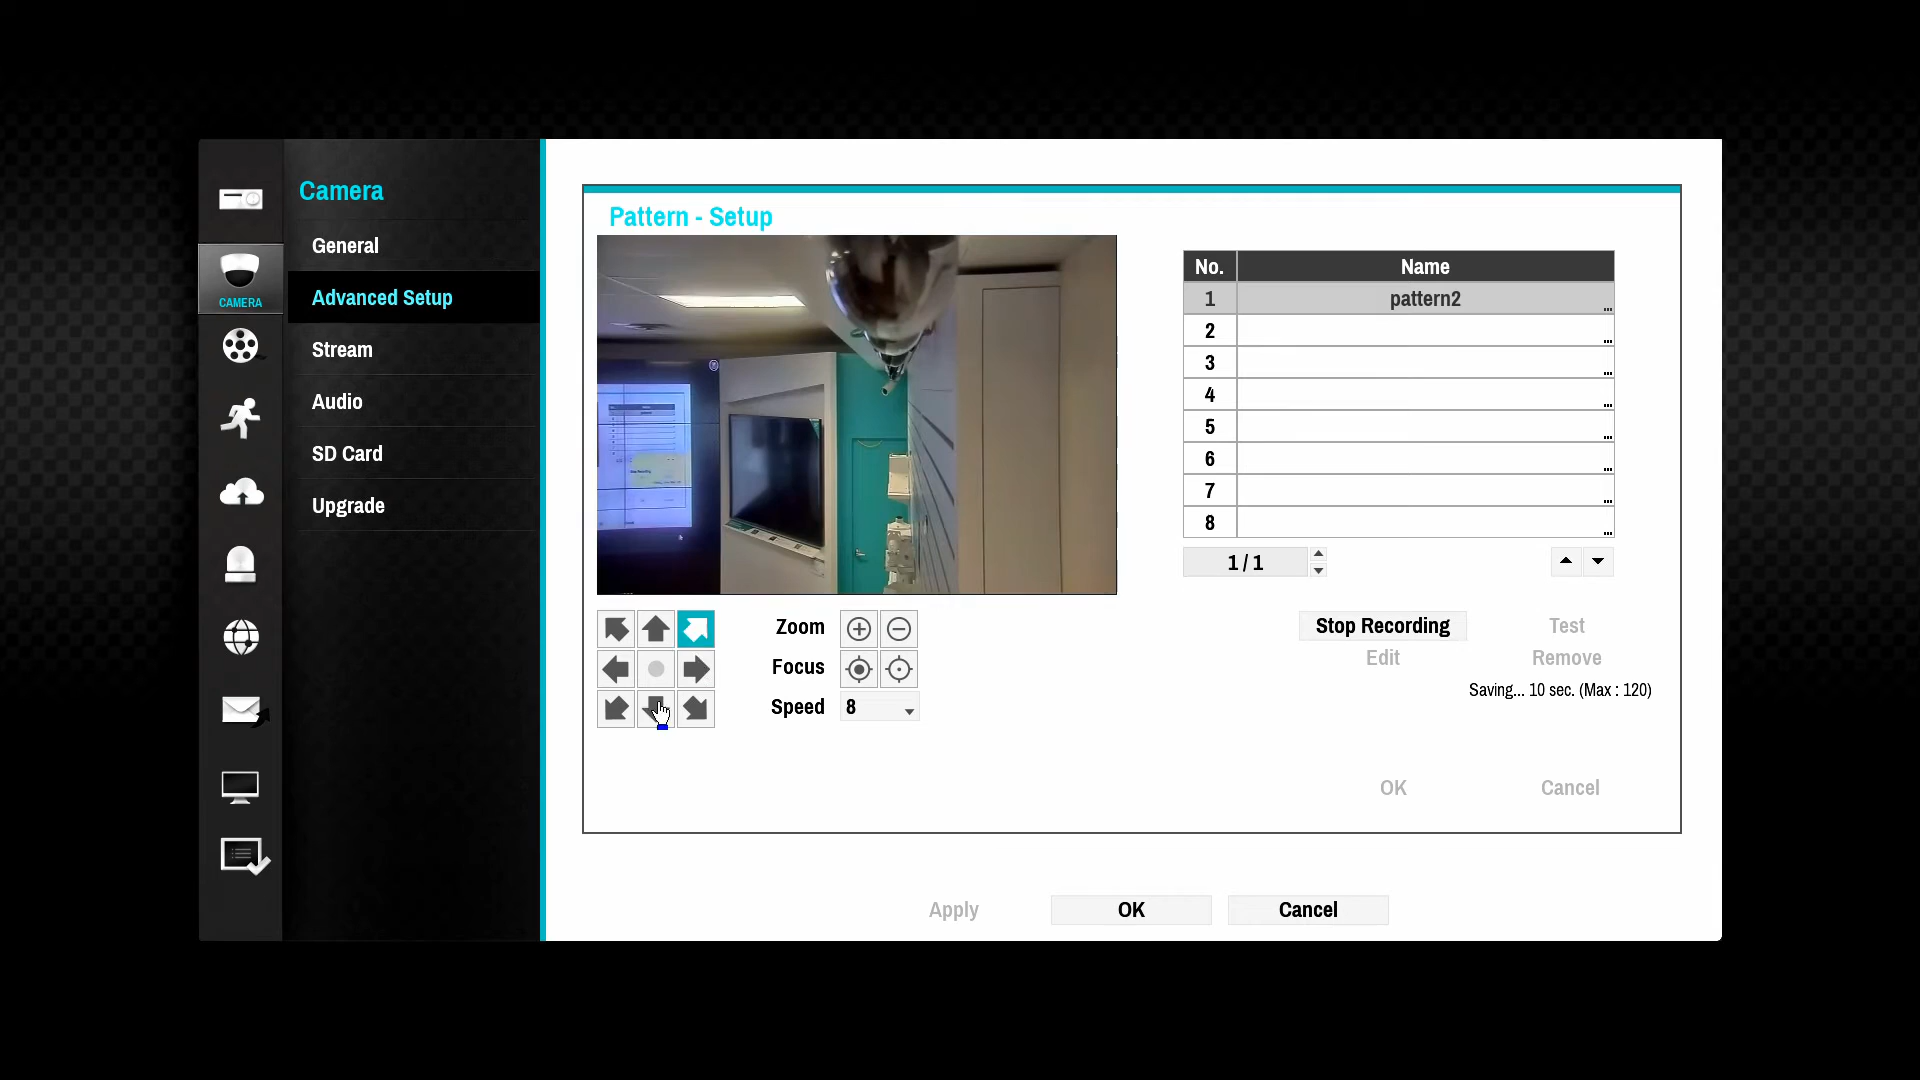 Camera
General
Advanced Setup
Stream
Audio
SD Card
Upgrade
CAMERA
Pattern - Setup
No. Name
1 pattern2 ...
2 ...
3 ...
4 ...
5 ...
6 ...
7 ...
8 ...
1 / 1
Zoom
Focus
Speed 8
Stop Recording Test
Edit Remove
Saving... 10 sec. (Max : 120)
OK Cancel
Apply OK Cancel